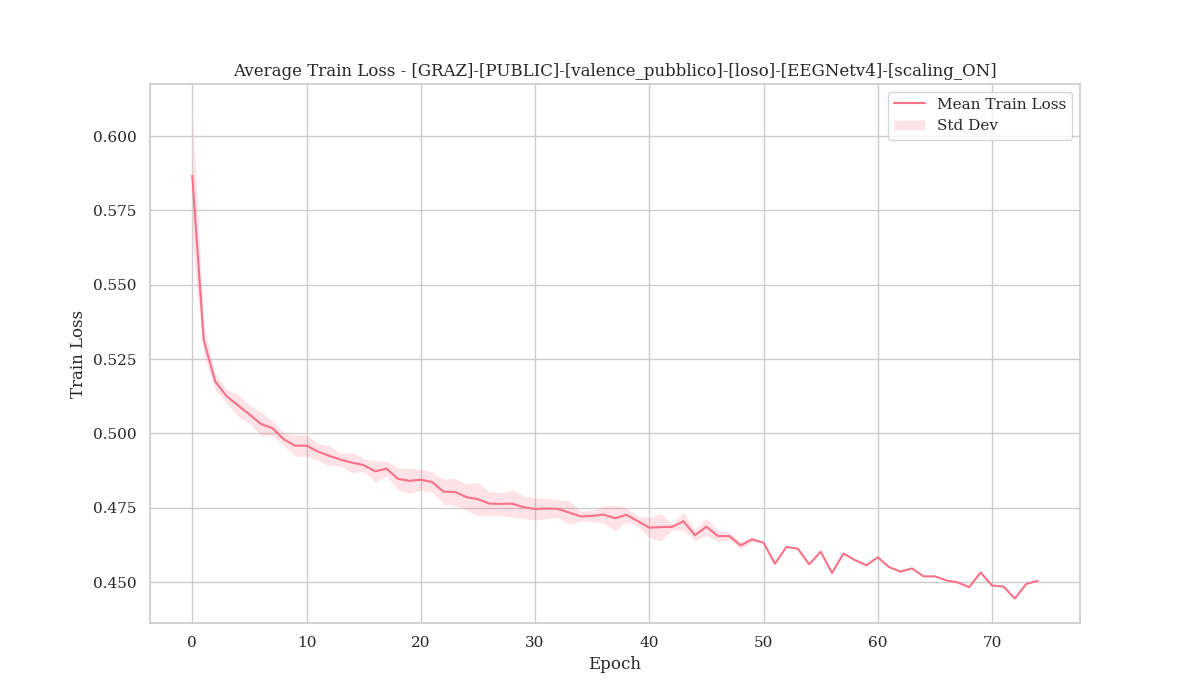 Average Train Loss - [GRAZ]-[PUBLIC]-[valence_pubblico]-[loso]-[EEGNetv4]-[scaling_ON]
Mean Train Loss
Std Dev
0.600
0.575
0.550
0.525
0.500
0.475
0.450
Train Loss
0 10 20 30 40 50 60 70
Epoch